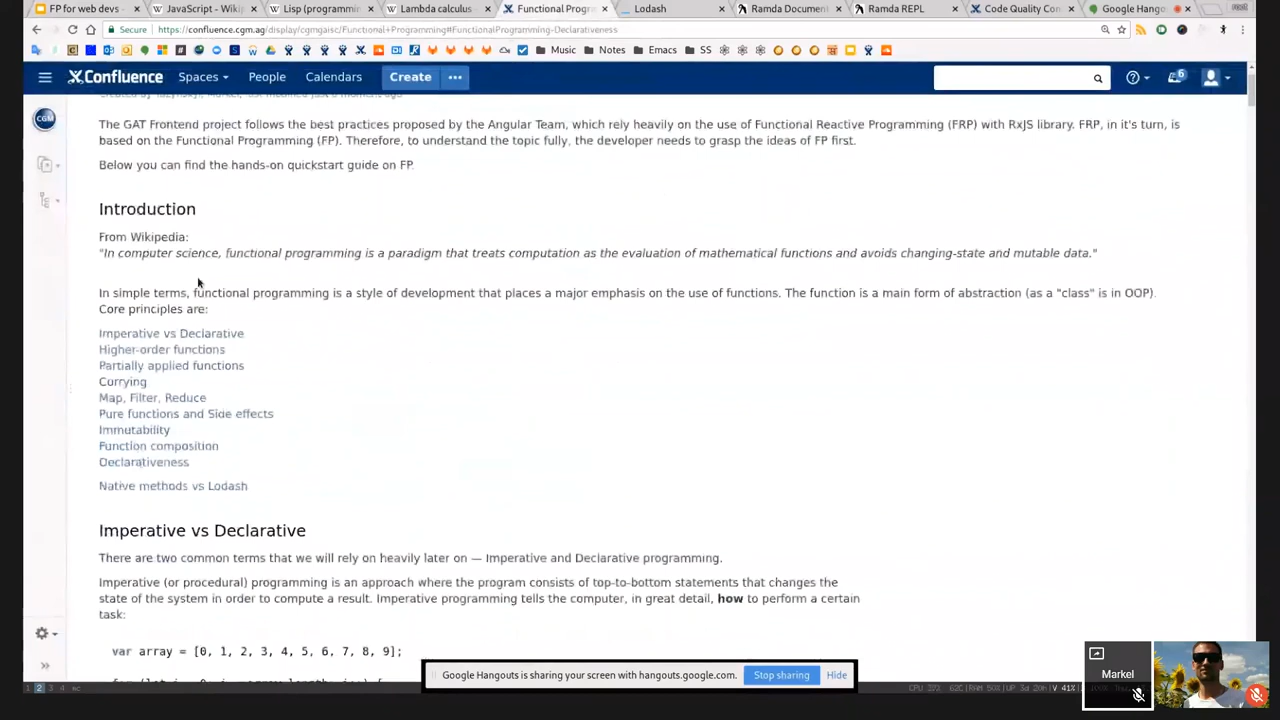 FP for web devs -
JavaScript - Wiki
Lisp (programmin
Lambda calculus
Functional Progra
Lodash
Ramda Document
Ramda REPL
Code Quality Con
Google Hango
Secure https://confluence.cgm.ag/display/cgmgaisc/Functional+Programming#FunctionalProgramming-Declarativeness
Music Notes Emacs SS
Confluence Spaces People Calendars Create ••• 6
CGM
The GAT Frontend project follows the best practices proposed by the Angular Team, which rely heavily on the use of Functional Reactive Programming (FRP) with RxJS library. FRP, in it's turn, is
based on the Functional Programming (FP). Therefore, to understand the topic fully, the developer needs to grasp the ideas of FP first.
Below you can find the hands-on quickstart guide on FP.
Introduction
From Wikipedia:
"In computer science, functional programming is a paradigm that treats computation as the evaluation of mathematical functions and avoids changing-state and mutable data."
In simple terms, functional programming is a style of development that places a major emphasis on the use of functions. The function is a main form of abstraction (as a "class" is in OOP).
Core principles are:
Imperative vs Declarative
Higher-order functions
Partially applied functions
Corrying
Map, Filter, Reduce
Pure functions and Side effects
Immutability
Function composition
Declarativeness
Native methods vs Lodash
Imperative vs Declarative
There are two common terms that we will rely on heavily later on — Imperative and Declarative programming.
Imperative (or procedural) programming is an approach where the program consists of top-to-bottom statements that changes the
state of the system in order to compute a result. Imperative programming tells the computer, in great detail, how to perform a certain
task:
var array = [0, 1, 2, 3, 4, 5, 6, 7, 8, 9];
Google Hangouts is sharing your screen with hangouts.google.com. Stop sharing Hide
Markel
1 2 3 4